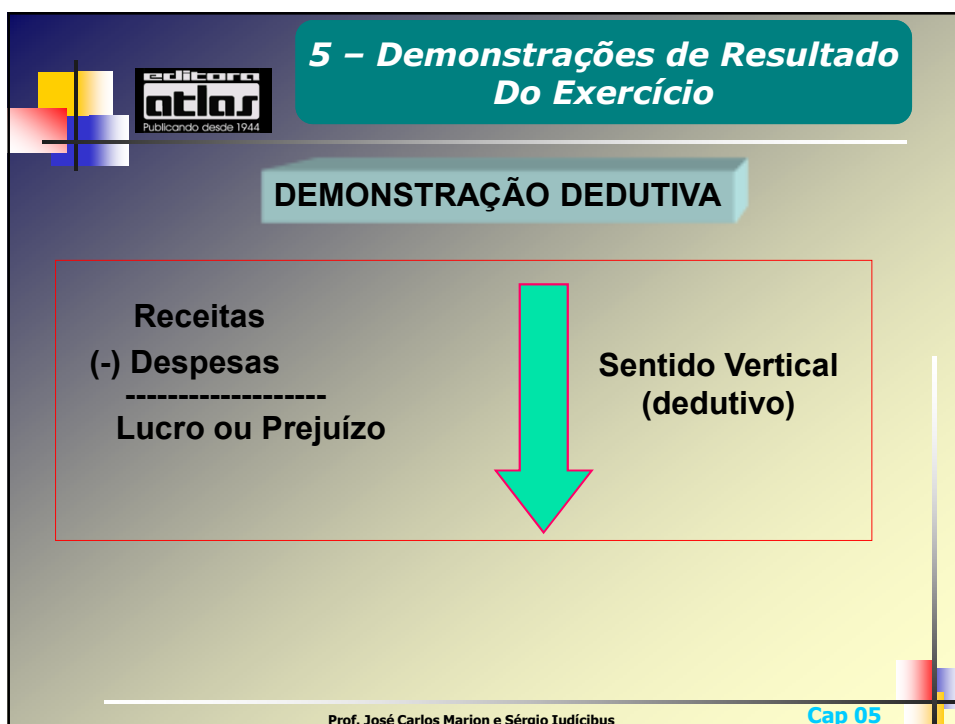 5 – Demonstrações de Resultado
Do Exercício
editora
atlas
Publicando desde 1944
DEMONSTRAÇÃO DEDUTIVA
Receitas
(-) Despesas
-------------------
Lucro ou Prejuízo
Sentido Vertical
(dedutivo)
Prof. José Carlos Marion e Sérgio Iudícibus
Cap 05